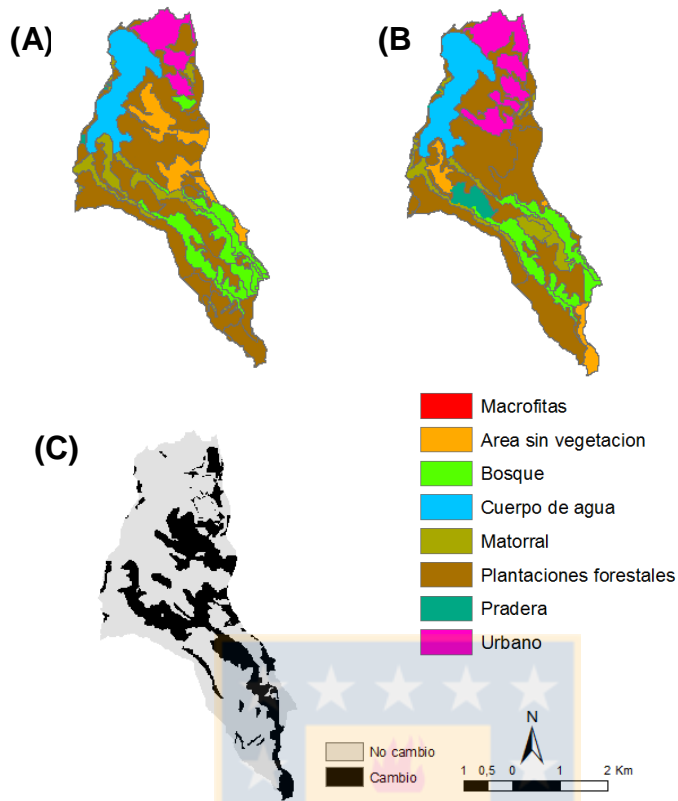 (A)
(B)
(C)
Macrofitas
Area sin vegetacion
Bosque
Cuerpo de agua
Matorral
Plantaciones forestales
Pradera
Urbano
No cambio
Cambio
N
1 0,5 0 1 2 Km